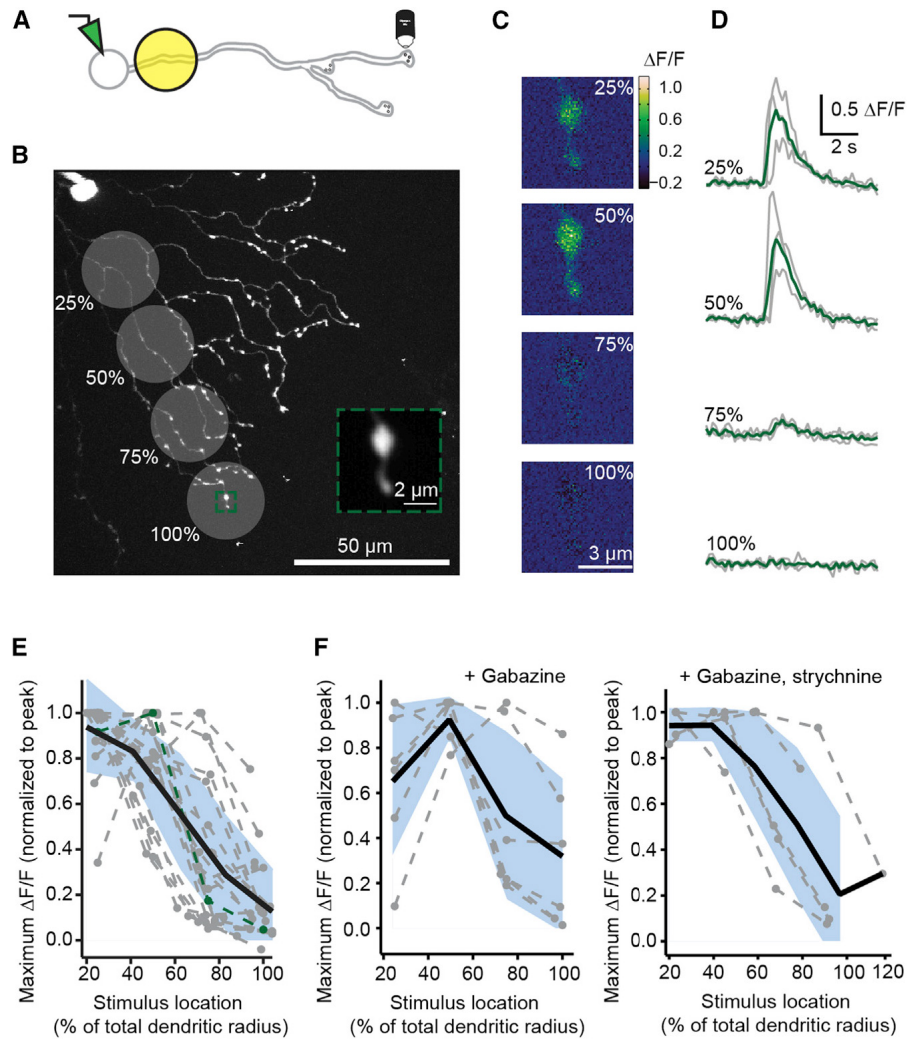 A
B
25%
50%
75%
100%
2 µm
50 µm
C
ΔF/F
25%
1.0
0.8
0.6
0.4
0.2
−0.2
50%
75%
100%
3 µm
D
0.5 ΔF/F
2 s
25%
50%
75%
100%
E
Maximum ΔF/F (normalized to peak)
1.0
0.8
0.6
0.4
0.2
0.0
20 40 60 80 100
Stimulus location
(% of total dendritic radius)
F
+ Gabazine
Maximum ΔF/F (normalized to peak)
1.0
0.8
0.6
0.4
0.2
0.0
20 40 60 80 100
Stimulus location
(% of total dendritic radius)
+ Gabazine, strychnine
Maximum ΔF/F (normalized to peak)
1.0
0.8
0.6
0.4
0.2
0.0
20 40 60 80 100 120
Stimulus location
(% of total dendritic radius)